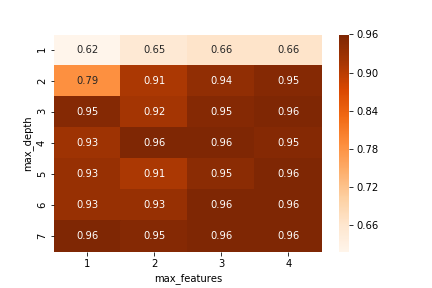 1 0.62 0.65 0.66 0.66
2 0.79 0.91 0.94 0.95
3 0.95 0.92 0.95 0.96
4 0.93 0.96 0.96 0.95
5 0.93 0.91 0.95 0.96
6 0.93 0.93 0.96 0.96
7 0.96 0.95 0.96 0.96
1 2 3 4
max_features
max_depth
0.96
0.90
0.84
0.78
0.72
0.66